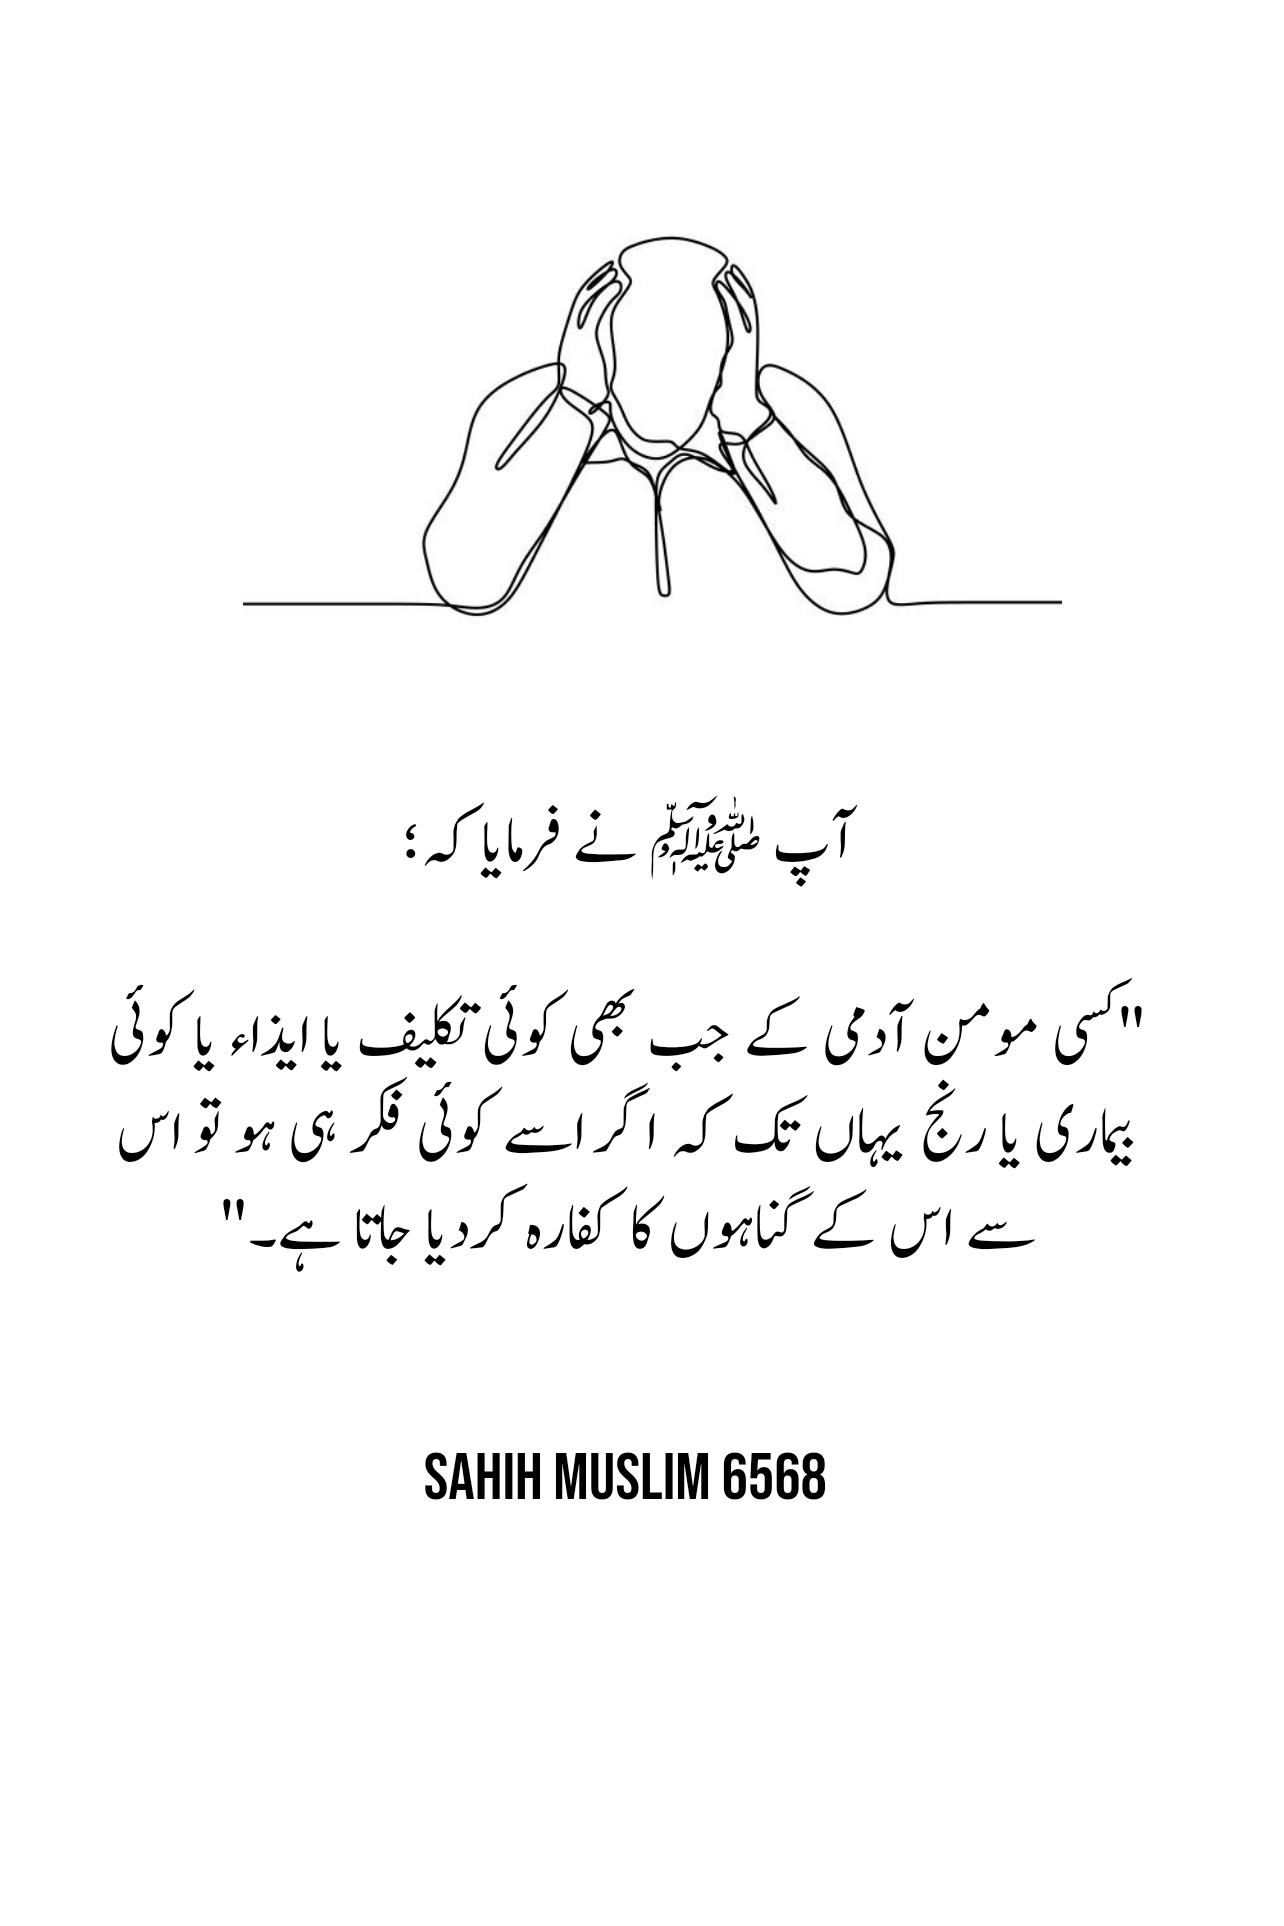 آپ ﷺ نے فرمایا کہ؛
"کسی مومن آدمی کے جب بھی کوئی تکلیف یا ایذاء یا کوئی
بیماری یا رنج یہاں تک کہ اگر اسے کوئی فکر ہی ہو تو اس
سے اس کے گناہوں کا کفارہ کردیا جاتا ہے۔"
SAHIH MUSLIM 6568